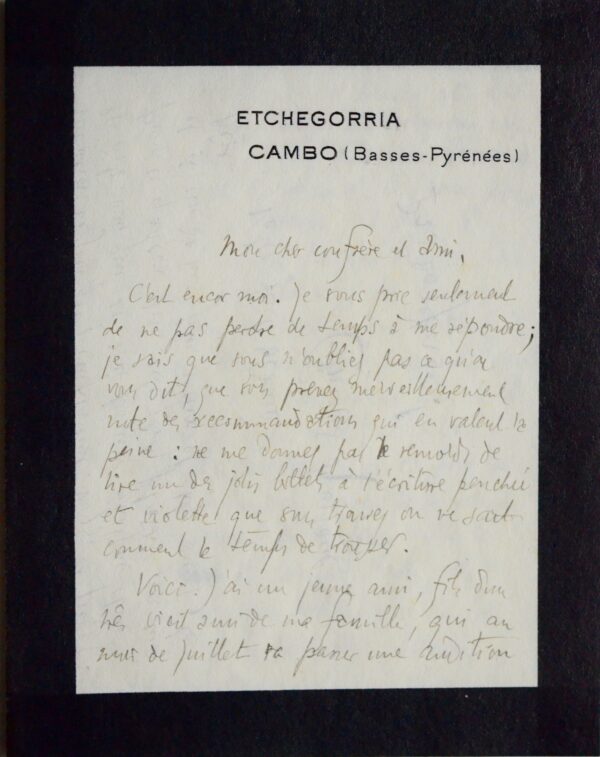 ETCHEGORRIA
CAMBO (Basses-Pyrénées)
Mon cher confrère et ami,
C'est encor moi. Je vous prie seulement
de ne pas perdre de temps à me répondre;
je sais que vous n'oubliez pas ce qu'on
vous dit, que vous prenez merveilleusement
note des recommandations qui en valent la
peine : ne me donnez pas le remords de
lire un des jolis billets à l'écriture penchée
et violette que vous trouvez on ne sait
comment le temps de
Voici. J'ai un jeune ami, fils d'un
très vieil ami de ma famille, qui au
mois de Juillet va passer une audition